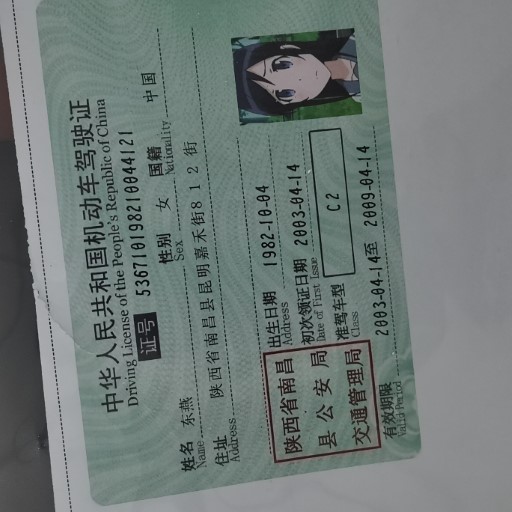 中华人民共和国机动车驾驶证
Driving License of the People's Republic of China
证号 536710198210044121
姓名 东燕 性别 女 国籍 中国
Name Sex Nationality
住址 陕西省南昌县昆明嘉禾街812街
Address
陕西省南昌
县公安局
交通管理局
出生日期 1982-10-04
Address
初次领证日期 2003-04-14
Date of First Issue
准驾车型 C2
Class
有效期限 2003-04-14至 2009-04-14
Valid Period